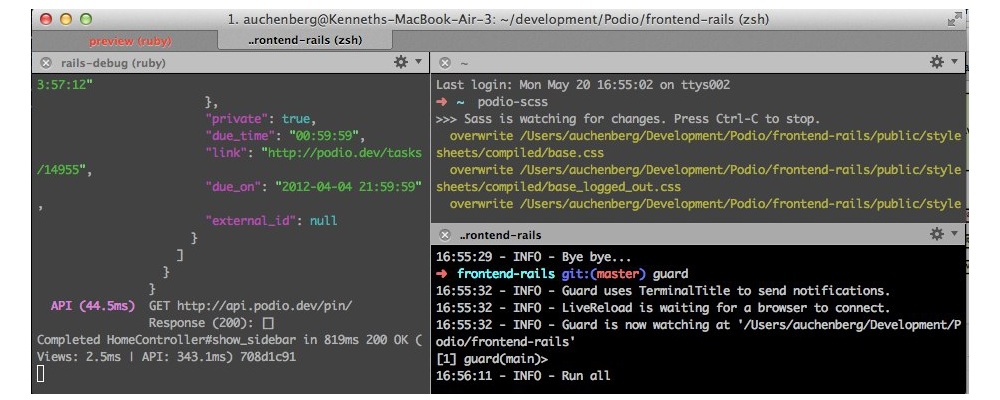 1. auchenberg@Kenneths-MacBook-Air-3: ~/development/Podio/frontend-rails (zsh)
preview (ruby)
..rontend-rails (zsh)
rails-debug (ruby)
3:57:12"
},
"private": true,
"due_time": "00:59:59",
"link": "http://podio.dev/tasks
/14955",
"due_on": "2012-04-04 21:59:59"
,
"external_id": null
}
]
}
}
API (44.5ms) GET http://api.podio.dev/pin/
Response (200): []
Completed HomeController#show_sidebar in 819ms 200 OK (
Views: 2.5ms | API: 343.1ms) 708d1c91
~
Last login: Mon May 20 16:55:02 on ttys002
➜ ~ podio-scss
>>> Sass is watching for changes. Press Ctrl-C to stop.
overwrite /Users/auchenberg/Development/Podio/frontend-rails/public/style
sheets/compiled/base.css
overwrite /Users/auchenberg/Development/Podio/frontend-rails/public/style
sheets/compiled/base_logged_out.css
overwrite /Users/auchenberg/Development/Podio/frontend-rails/public/style
..rontend-rails
16:55:29 - INFO - Bye bye...
➜ frontend-rails git:(master) guard
16:55:32 - INFO - Guard uses TerminalTitle to send notifications.
16:55:32 - INFO - LiveReload is waiting for a browser to connect.
16:55:32 - INFO - Guard is now watching at '/Users/auchenberg/Development/P
odio/frontend-rails'
[1] guard(main)>
16:56:11 - INFO - Run all